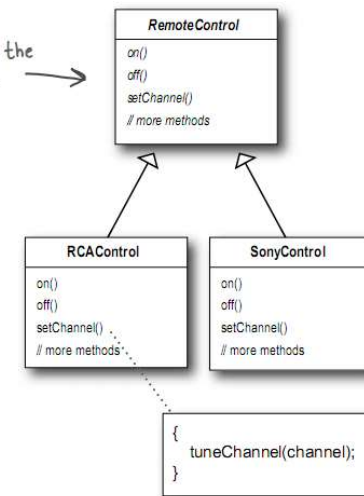 RemoteControl
on()
off()
setChannel()
// more methods
the
RCAControl
on()
off()
setChannel()
// more methods
SonyControl
on()
off()
setChannel()
// more methods
{
tuneChannel(channel);
}